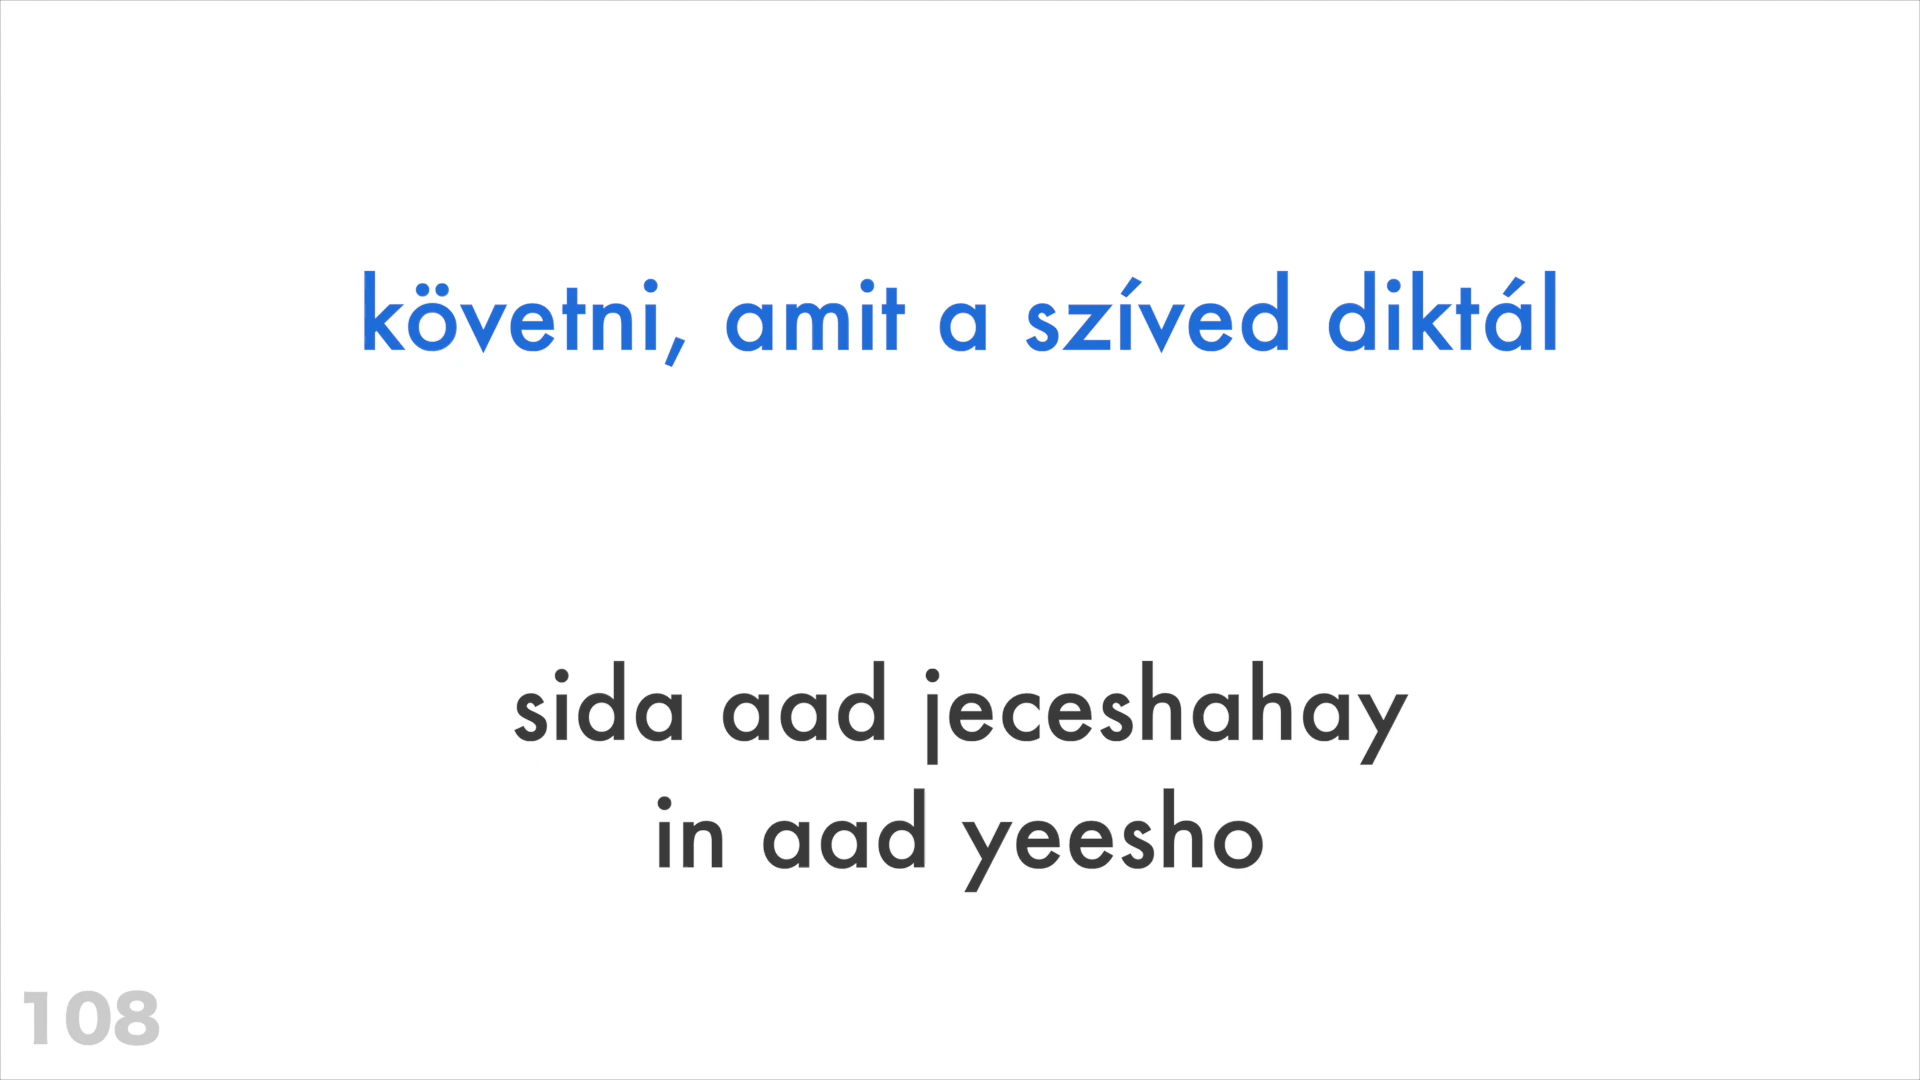 követni, amit a szíved diktál
sida aad jeceshahay
in aad yeesho
108